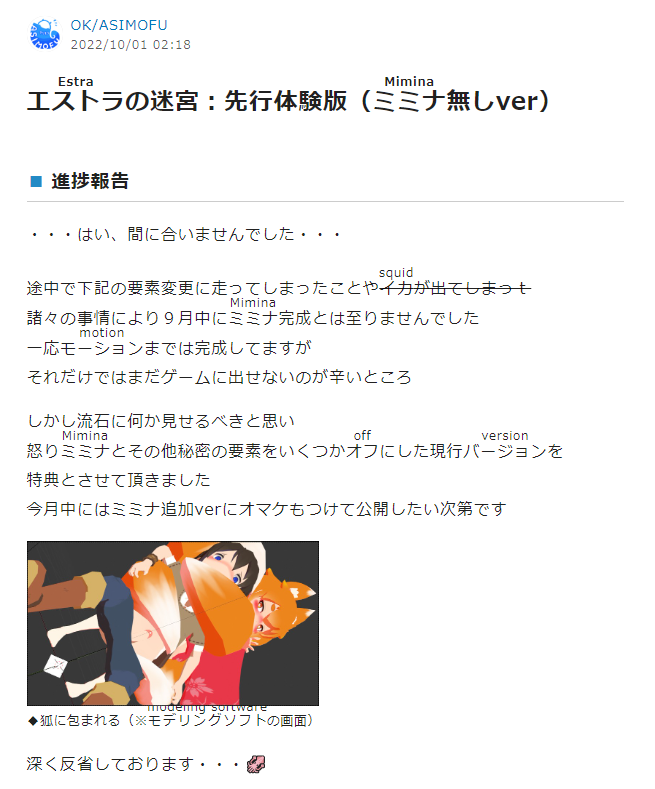 OK/ASIMOFU
2022/10/01 02:18
Estra Mimina
エストラの迷宮：先行体験版（ミミナ無しver）
■ 進捗報告
・・・はい、間に合いませんでした・・・
squid
途中で下記の要素変更に走ってしまったことやイカが出てしまっｔ
Mimina
諸々の事情により９月中にミミナ完成とは至りませんでした
motion
一応モーションまでは完成してますが
それだけではまだゲームに出せないのが辛いところ
しかし流石に何か見せるべきと思い
Mimina off version
怒りミミナとその他秘密の要素をいくつかオフにした現行バージョンを
特典とさせて頂きました
今月中にはミミナ追加verにオマケもつけて公開したい次第です
modeling software
◆狐に包まれる（※モデリングソフトの画面）
深く反省しております・・・